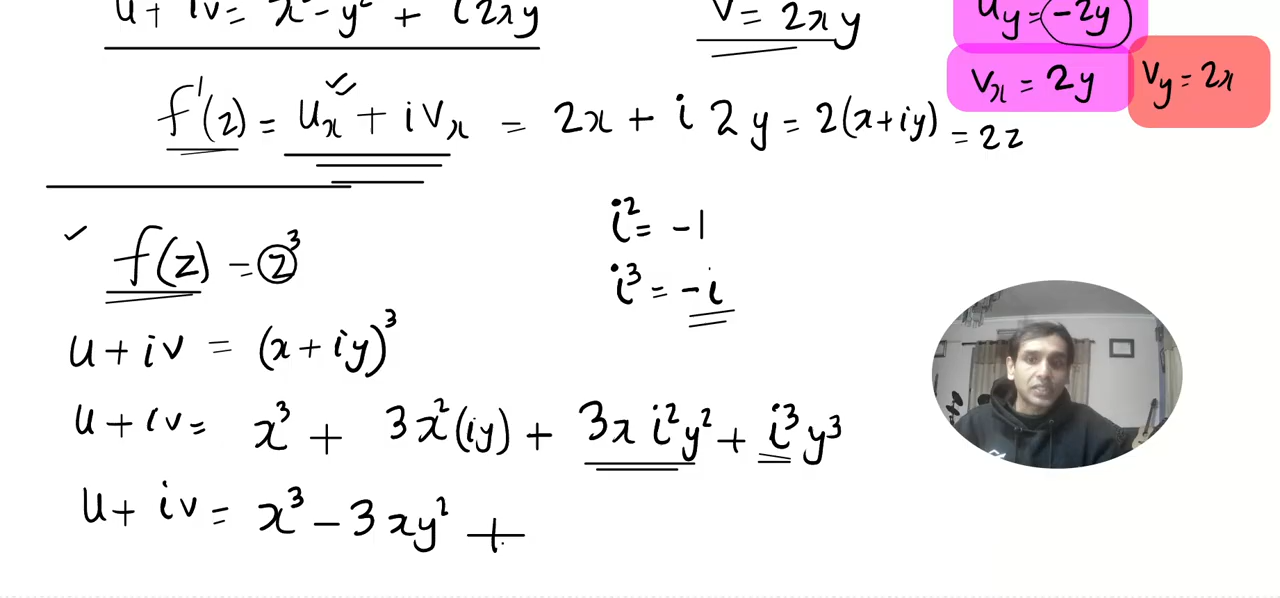 u + iv = x² - y² + i2xy
v = 2xy
u_y = -2y
v_x = 2y
v_y = 2x
f'(z) = u_x + i v_x = 2x + i 2y = 2(x+iy) = 2z
f(z) = z³
i² = -1
i³ = -i
u + iv = (x + iy)³
u + iv = x³ + 3x²(iy) + 3x i²y² + i³y³
u + iv = x³ - 3xy² +